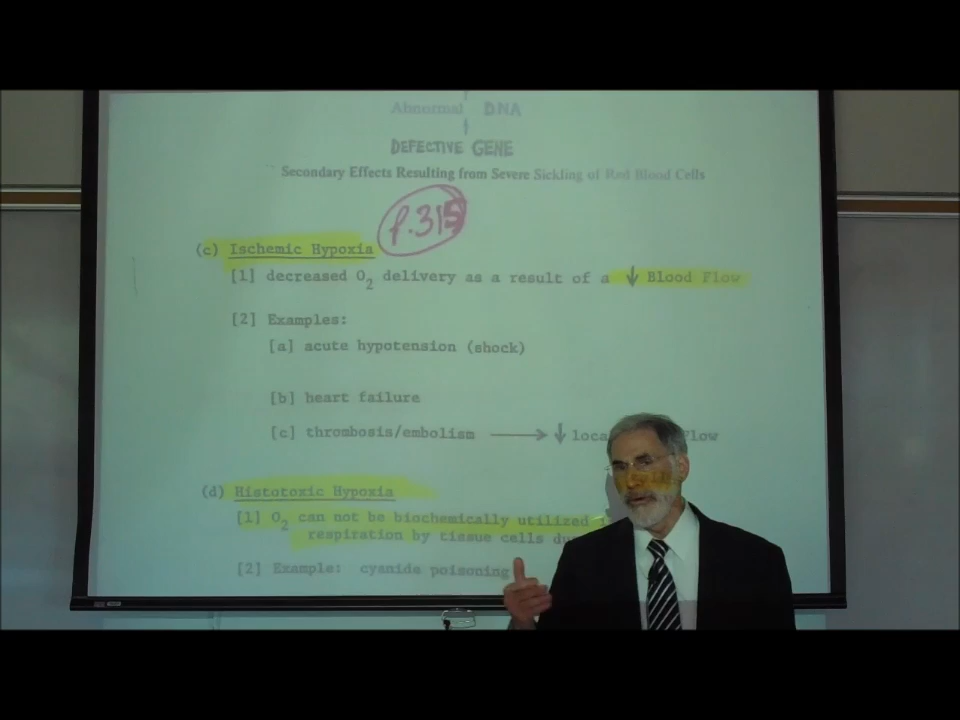 Abnormal DNA
DEFECTIVE GENE
Secondary Effects Resulting from Severe Sickling of Red Blood Cells
p.315
(c) Ischemic Hypoxia
[1] decreased O₂ delivery as a result of a ↓ Blood Flow
[2] Examples:
[a] acute hypotension (shock)
[b] heart failure
[c] thrombosis/embolism → ↓ Flow
(d) Histotoxic Hypoxia
[1] O₂ can not be biochemically utilized
respiration by tissue cells
[2] Example: cyanide poisoning